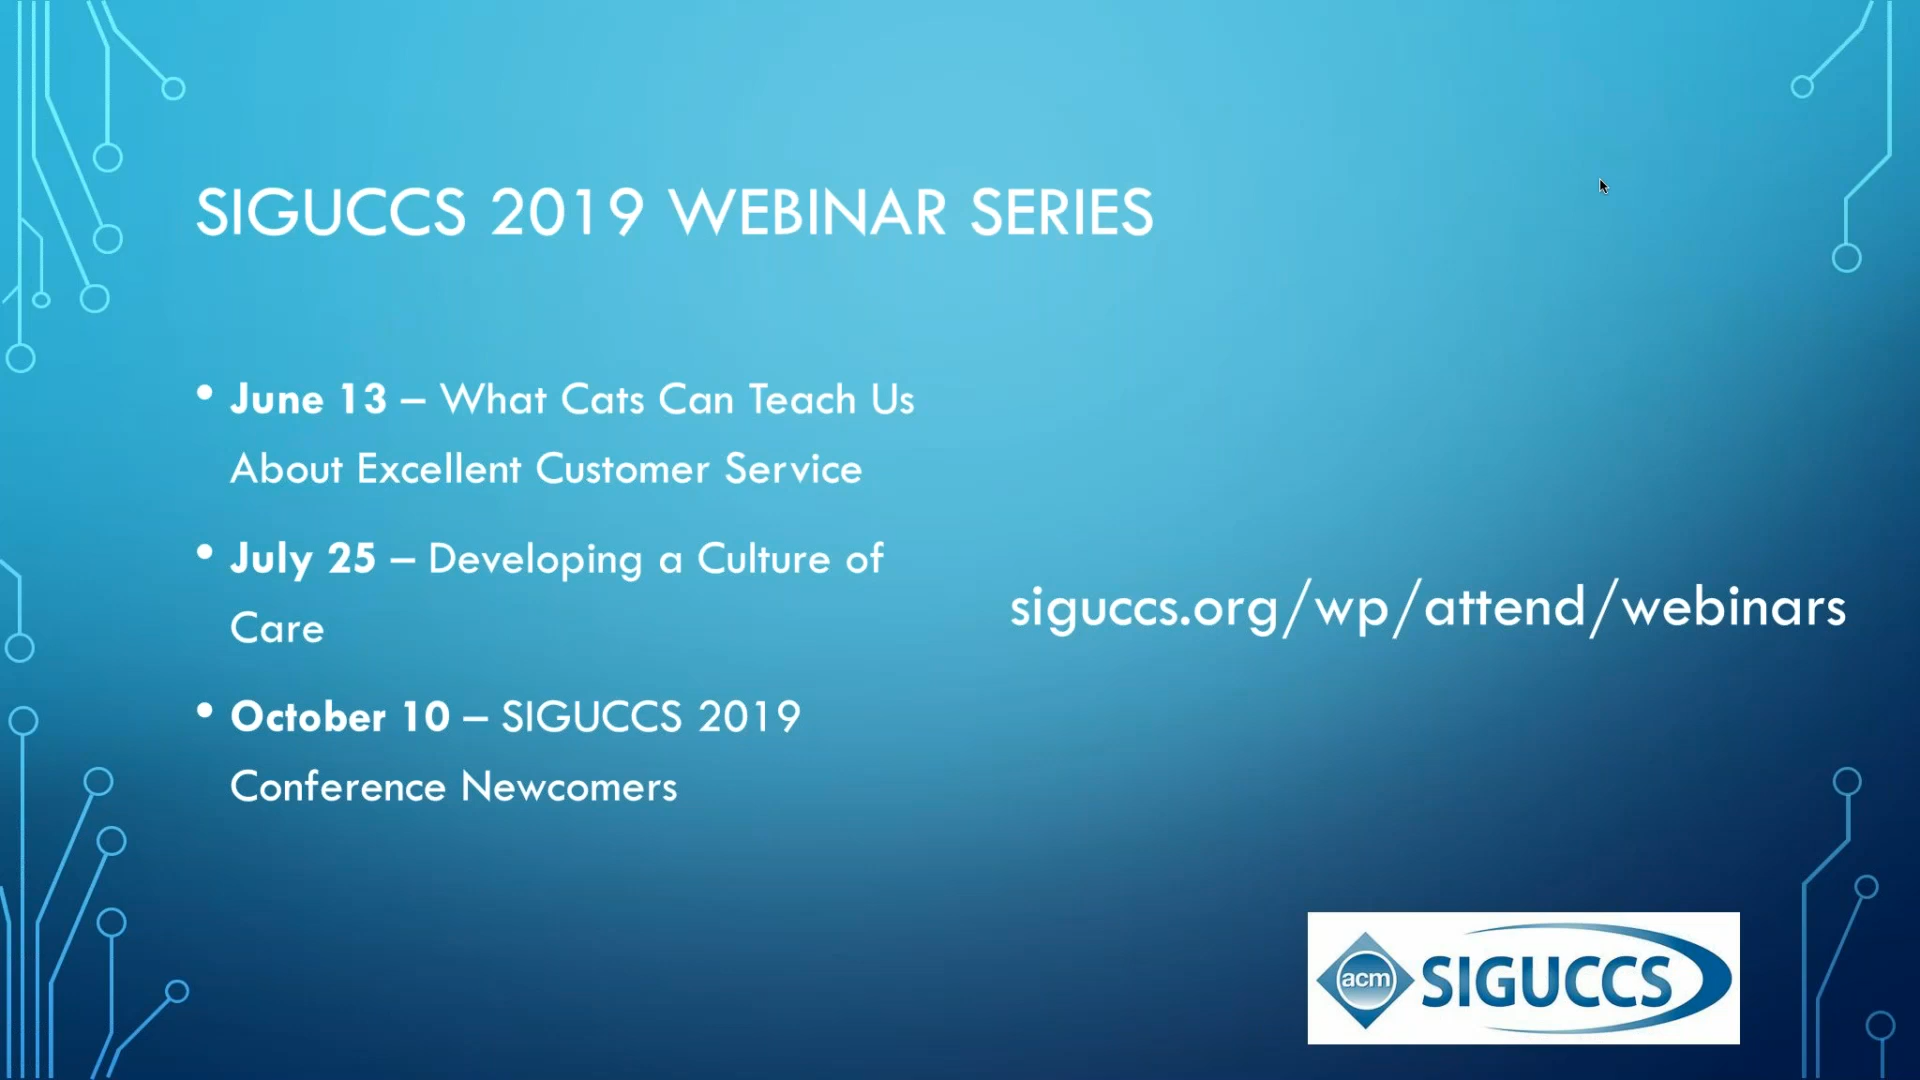 SIGUCCS 2019 WEBINAR SERIES
• June 13 – What Cats Can Teach Us
About Excellent Customer Service
• July 25 – Developing a Culture of
Care
• October 10 – SIGUCCS 2019
Conference Newcomers
siguccs.org/wp/attend/webinars
acm SIGUCCS